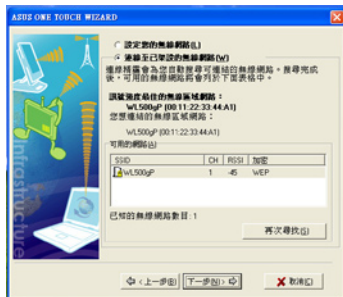 ASUS ONE TOUCH WIZARD
設定您的無線網路(L)
連線至已架設的無線網路(W)
連線精靈會為您自動搜尋可連結的無線網路。搜尋完成
後，可用的無線網路將會列於下面表格中。
訊號強度最佳的無線區域網路：
WL500gP (00:11:22:33:44:A1)
您想連結的無線區域網路：
WL500gP (00:11:22:33:44:A1)
可用的網路(A)
SSID CH RSSI 加密
WL500gP 1 -45 WEP
已知的無線網路數目: 1
再次尋找(S)
<上一步(B) 下一步(N)> 取消(C)
Infrastructure